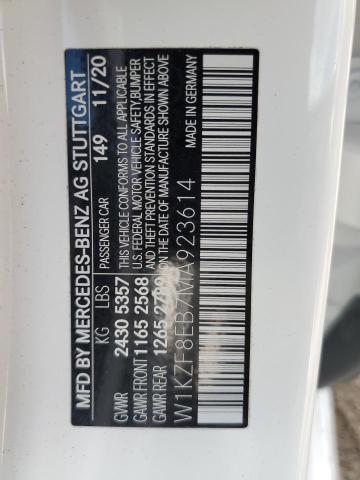 MFD BY MERCEDES-BENZ AG STUTTGART
KG LBS PASSENGER CAR 149 11/20
GVWR 2430 5357 THIS VEHICLE CONFORMS TO ALL APPLICABLE
GAWR FRONT 1165 2568 U.S. FEDERAL MOTOR VEHICLE SAFETY,BUMPER
AND THEFT PREVENTION STANDARDS IN EFFECT
GAWR REAR 1265 2789 ON THE DATE OF MANUFACTURE SHOWN ABOVE
W1KZF8EB7MA923614
MADE IN GERMANY